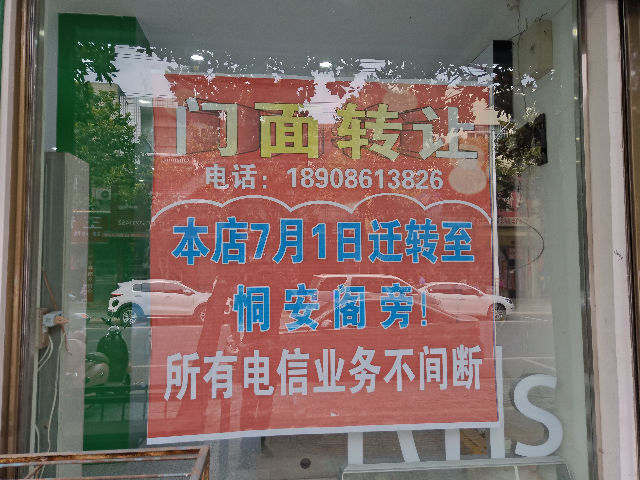 门面转让
电话：18908613826
本店7月1日迁转至
恫安阁旁!
所有电信业务不间断